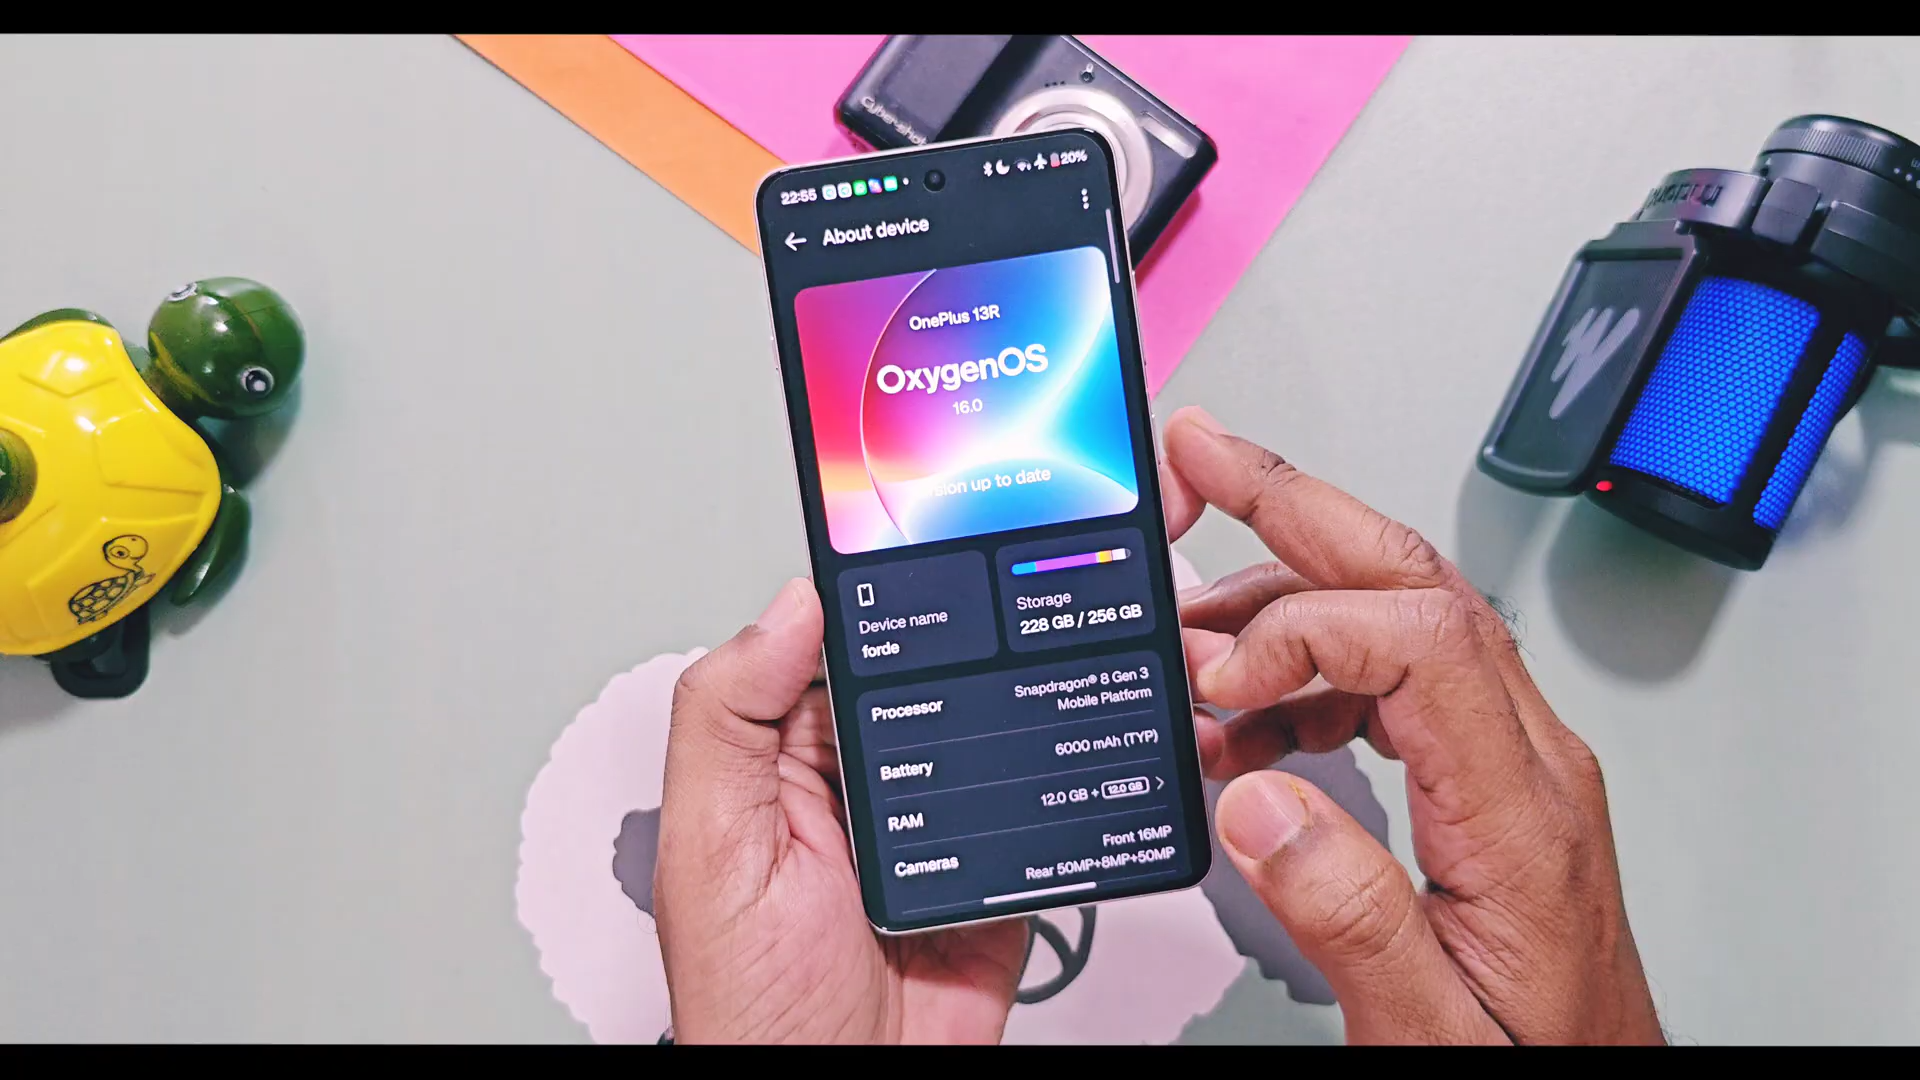 Cyber-shot
22:55
20%
About device
OnePlus 13R
OxygenOS
16.0
up to date
Device name
forde
Storage
228 GB / 256 GB
Processor
Snapdragon® 8 Gen 3
Mobile Platform
Battery
6000 mAh (TYP)
RAM
12.0 GB + 12.0 GB
Cameras
Front 16MP
Rear 50MP+8MP+50MP